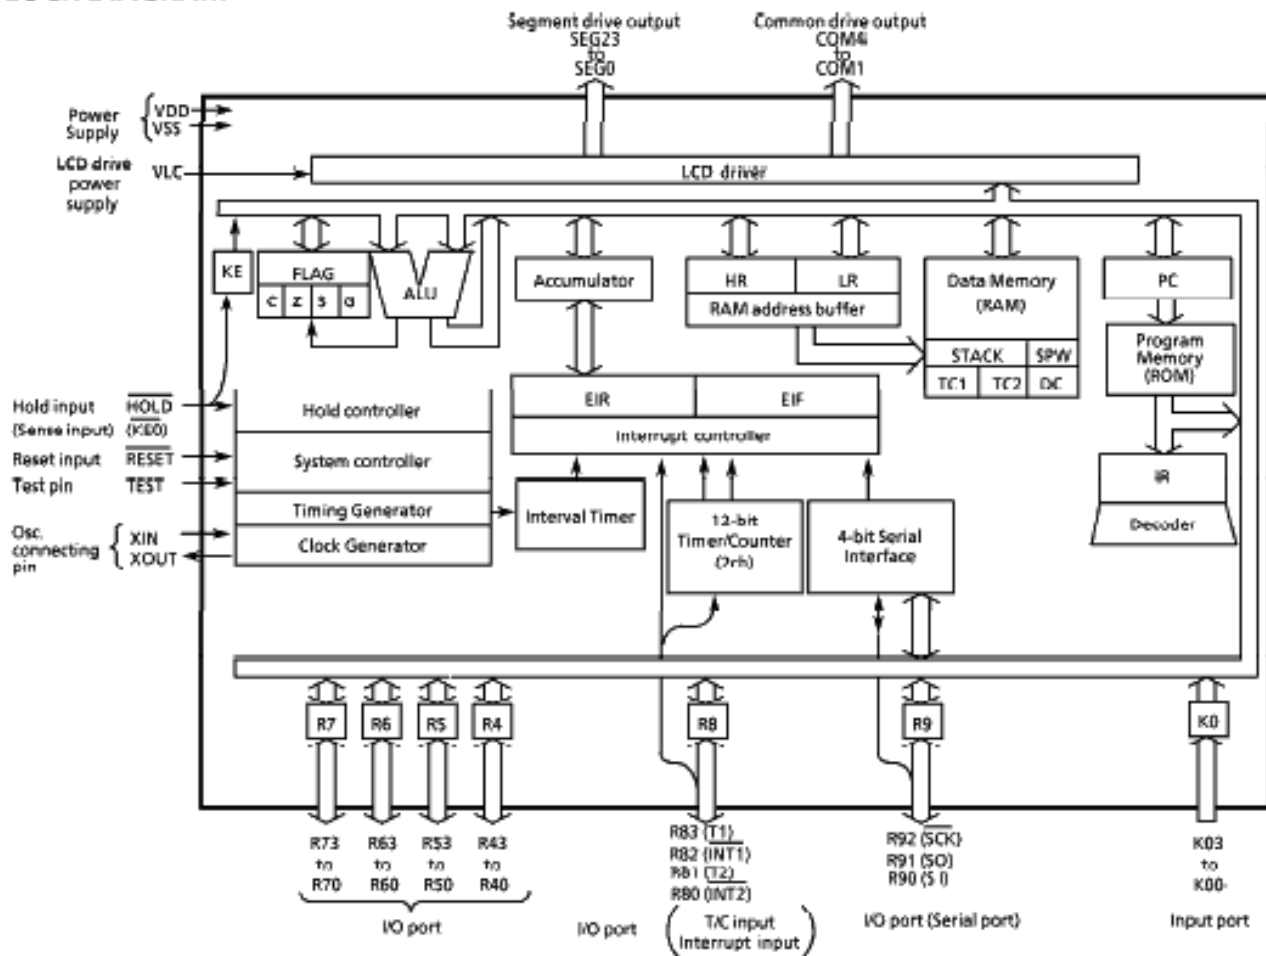 Segment drive output
SEG23
to
SEG0
Common drive output
COM4
to
COM1
Power
Supply
VDD
VSS
LCD drive
power
supply
VLC
LCD driver
KE
FLAG
C Z S G
ALU
Accumulator
HR
LR
RAM address buffer
Data Memory
(RAM)
STACK
SPW
TC1
TC2
DC
PC
Program
Memory
(ROM)
IR
Decoder
EIR
EIF
Interrupt controller
Hold input
(Sense input)
HOLD
(KE0)
Reset input
RESET
Test pin
TEST
Osc.
connecting
pin
XIN
XOUT
Hold controller
System controller
Timing Generator
Clock Generator
Interval Timer
12-bit
Timer/Counter
(2ch)
4-bit Serial
Interface
R7
R6
R5
R4
R8
R9
K0
R73
to
R70
R63
to
R60
R53
to
R50
R43
to
R40
I/O port
R83 (T1)
R82 (INT1)
R81 (T2)
R80 (INT2)
I/O port
T/C input
Interrupt input
R92 (SCK)
R91 (SO)
R90 (SI)
I/O port (Serial port)
K03
to
K00
Input port